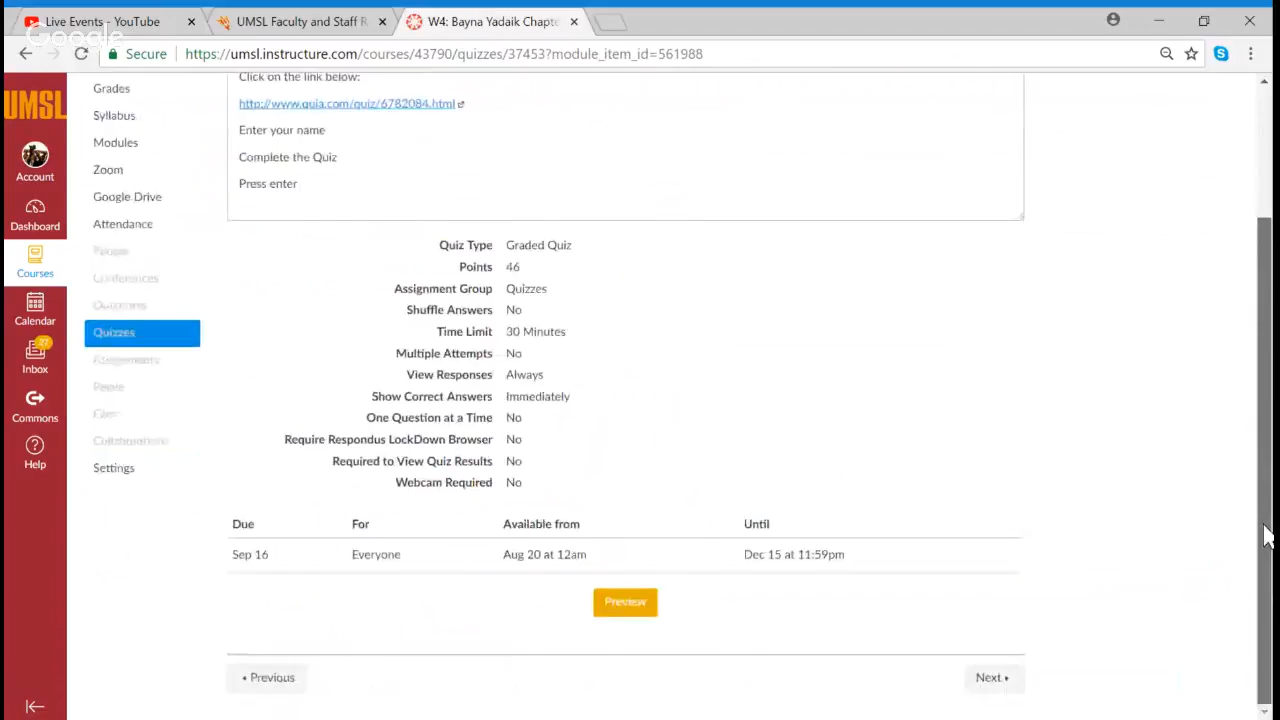 Live Events - YouTube
UMSL Faculty and Staff R
W4: Bayna Yadaik Chapte
Google
Secure
https://umsl.instructure.com/courses/43790/quizzes/37453?module_item_id=561988
UMSL
Account
Dashboard
Courses
Calendar
27
Inbox
Commons
Help
Grades
Syllabus
Modules
Zoom
Google Drive
Attendance
People
Conferences
Quizzes
People
Collaborations
Settings
Click on the link below:
http://www.quia.com/quiz/6782084.html
Enter your name
Complete the Quiz
Press enter
Quiz Type Graded Quiz
Points 46
Assignment Group Quizzes
Shuffle Answers No
Time Limit 30 Minutes
Multiple Attempts No
View Responses Always
Show Correct Answers Immediately
One Question at a Time No
Require Respondus LockDown Browser No
Required to View Quiz Results No
Webcam Required No
Due For Available from Until
Sep 16 Everyone Aug 20 at 12am Dec 15 at 11:59pm
Preview
Previous
Next